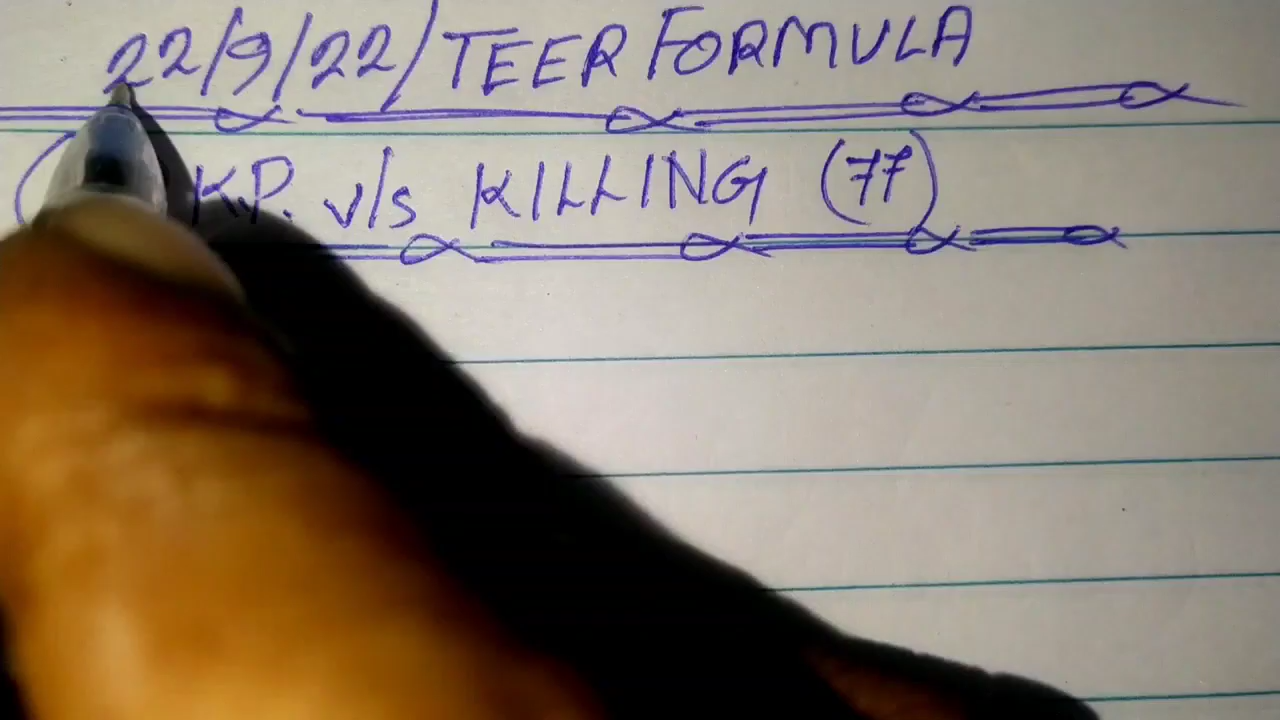 22/9/22/TEER FORMULA
( K.P. v/s KILLING (77)